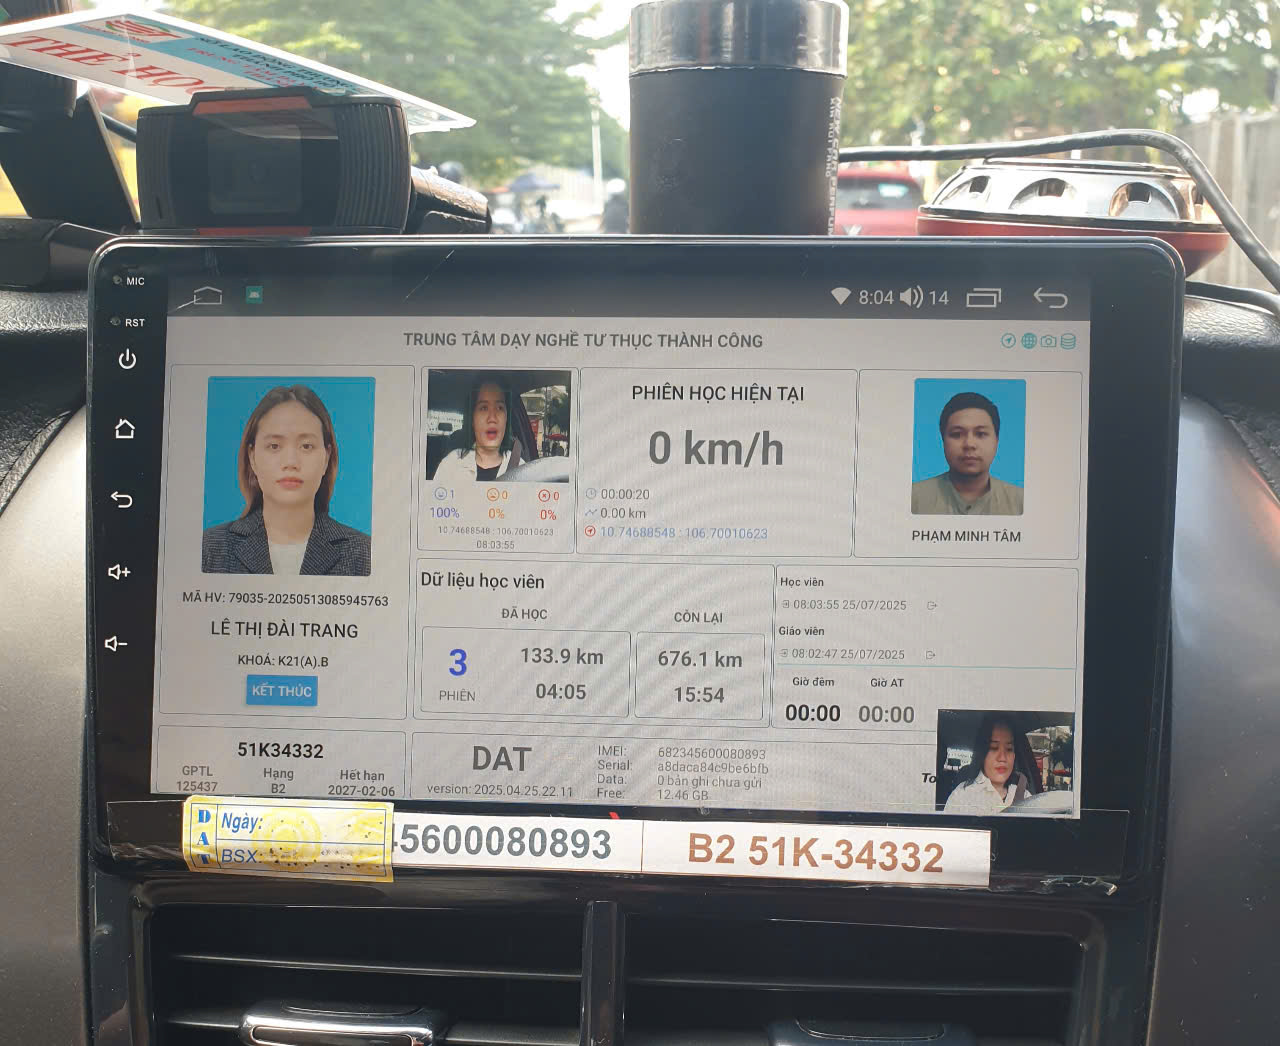 MIC
RST
8:04 14
TRUNG TÂM DẠY NGHỀ TƯ THỤC THÀNH CÔNG
MÃ HV: 79035-20250513085945763
LÊ THỊ ĐÀI TRANG
KHOÁ: K21(A).B
KẾT THÚC
1 0 0
100% 0% 0%
10.74688548 : 106.70010623
08:03:55
PHIÊN HỌC HIỆN TẠI
0 km/h
00:00:20
0.00 km
10.74688548 : 106.70010623
PHẠM MINH TÂM
Dữ liệu học viên
ĐÃ HỌC
3
PHIÊN
133.9 km
04:05
CÒN LẠI
676.1 km
15:54
Học viên
08:03:55 25/07/2025
Giáo viên
08:02:47 25/07/2025
Giờ đêm Giờ AT
00:00 00:00
51K34332
GPTL Hạng Hết hạn
125437 B2 2027-02-06
DAT
version: 2025.04.25.22.11
IMEI: 682345600080893
Serial: a8daca84c9be6bfb
Data: 0 bản ghi chưa gửi
Free: 12.46 GB
To
DAT
Ngày:
BSX:
45600080893
B2 51K-34332